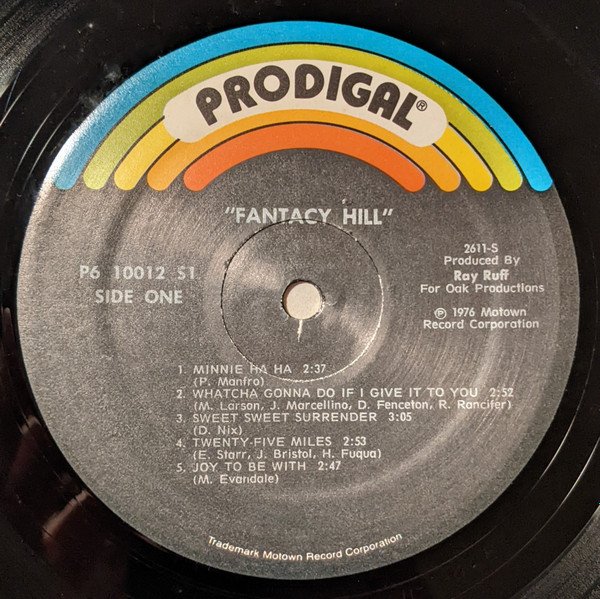 PRODIGAL®
"FANTACY HILL"
P6 10012 S1
SIDE ONE
2611-S
Produced By
Ray Ruff
For Oak Productions
℗ 1976 Motown
Record Corporation
1. MINNIE HA HA 2:37
(P. Manfro)
2. WHATCHA GONNA DO IF I GIVE IT TO YOU 2:52
(M. Larson, J. Marcellino, D. Fenceton, R. Rancifer)
3. SWEET SWEET SURRENDER 3:05
(D. Nix)
4. TWENTY-FIVE MILES 2:53
(E. Starr, J. Bristol, H. Fuqua)
5. JOY TO BE WITH 2:47
(M. Evandale)
Trademark Motown Record Corporation